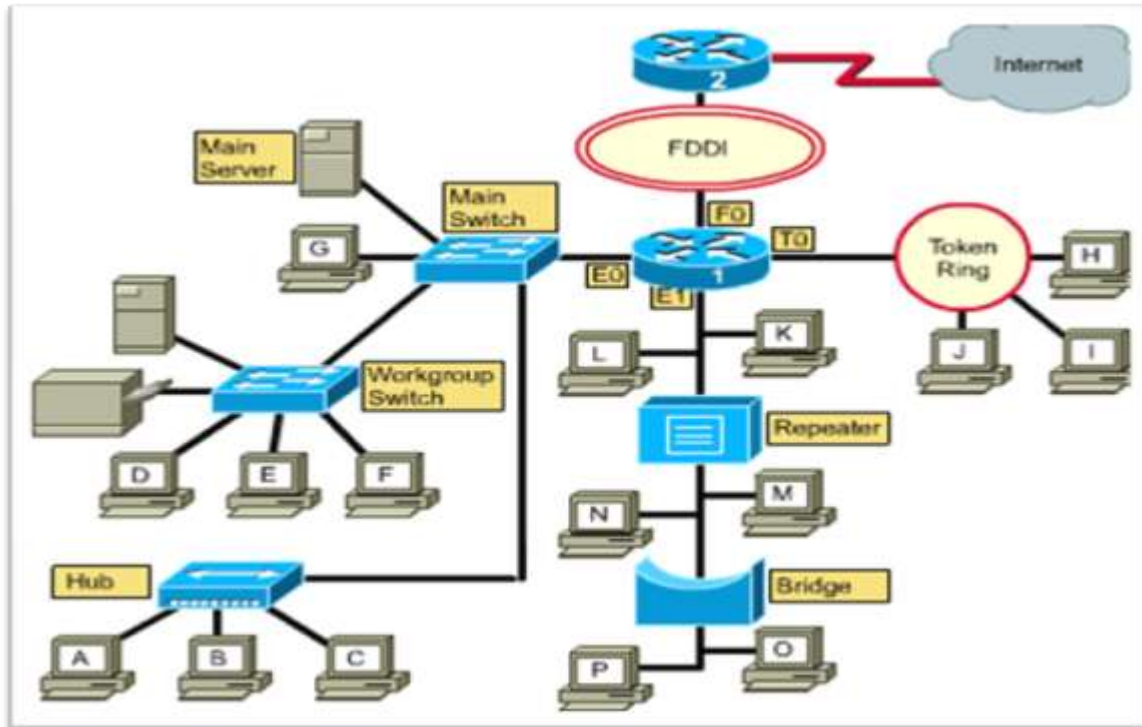 Internet
2
FDDI
Main
Server
Main
Switch
F0
T0
G
E0
1
E1
Token
Ring
H
L
K
J
I
Workgroup
Switch
Repeater
D
E
F
N
M
Hub
Bridge
A
B
C
P
O